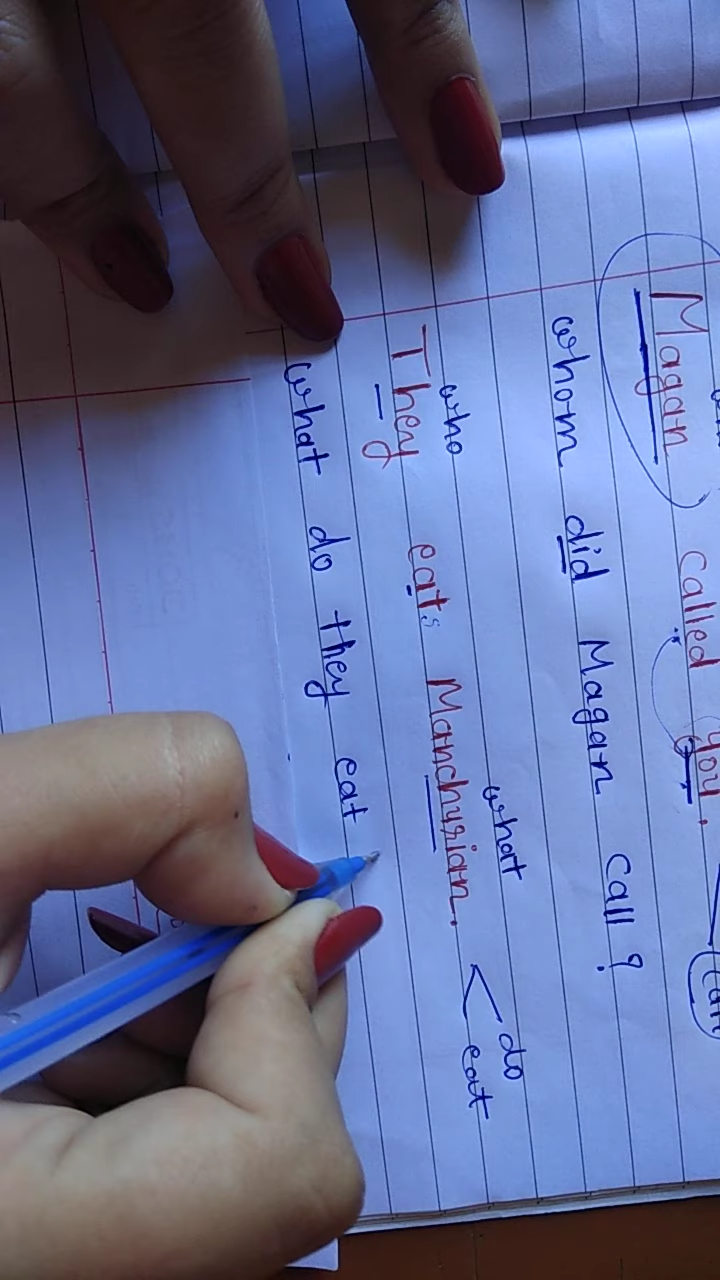 Magan called you.
whom did Magan call?
who what
They eats Manchurian. < do
eat
what do they eat